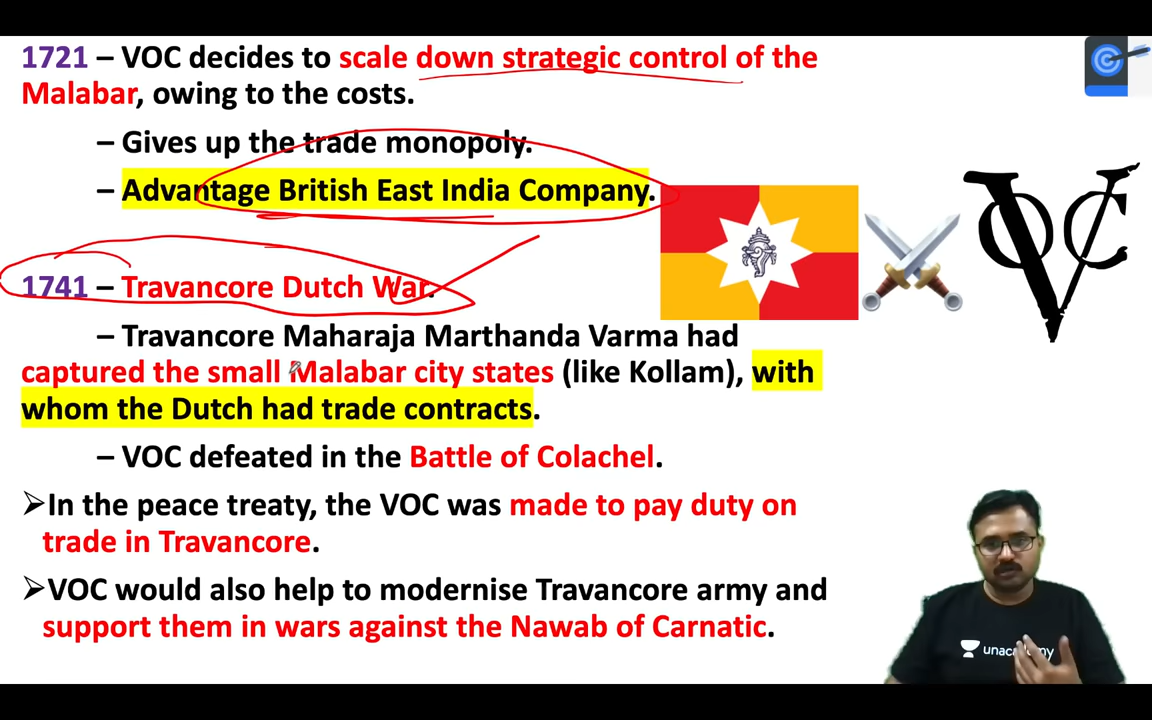 1721 – VOC decides to scale down strategic control of the
Malabar, owing to the costs.
– Gives up the trade monopoly.
– Advantage British East India Company.
1741 – Travancore Dutch War.
– Travancore Maharaja Marthanda Varma had
captured the small Malabar city states (like Kollam), with
whom the Dutch had trade contracts.
– VOC defeated in the Battle of Colachel.
➢In the peace treaty, the VOC was made to pay duty on
trade in Travancore.
➢VOC would also help to modernise Travancore army and
support them in wars against the Nawab of Carnatic.
VOC
unacademy